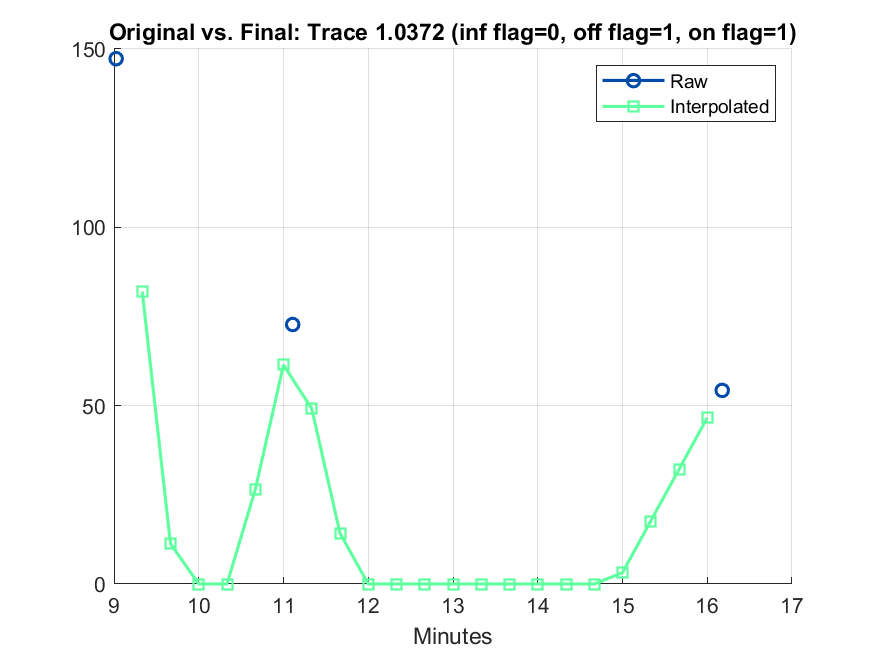 Original vs. Final: Trace 1.0372 (inf flag=0, off flag=1, on flag=1)
150
100
50
0
Raw
Interpolated
9 10 11 12 13 14 15 16 17
Minutes